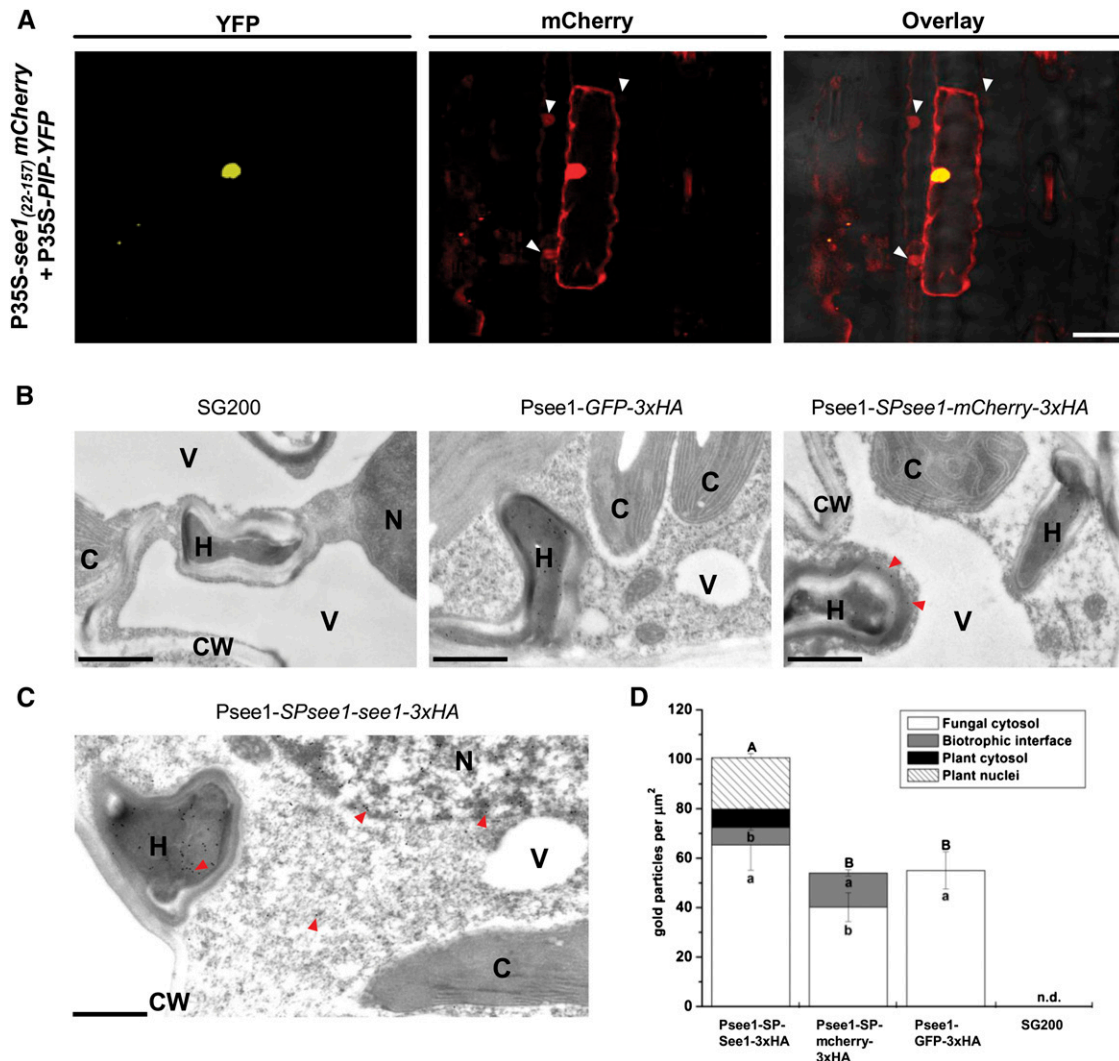 A
YFP
mCherry
Overlay
P35S-see1(22-157) mCherry
+ P35S-PIP-YFP
B
SG200
Psee1-GFP-3xHA
Psee1-SPsee1-mCherry-3xHA
V
C
H
N
V
CW
C
C
H
V
C
CW
H
H
V
C
Psee1-SPsee1-see1-3xHA
N
H
V
C
CW
D
120
100
80
60
40
20
0
gold particles per µm²
Fungal cytosol
Biotrophic interface
Plant cytosol
Plant nuclei
A
b
a
B
a
b
B
a
n.d.
Psee1-SP-
See1-3xHA
Psee1-SP-
mcherry-
3xHA
Psee1-
GFP-3xHA
SG200